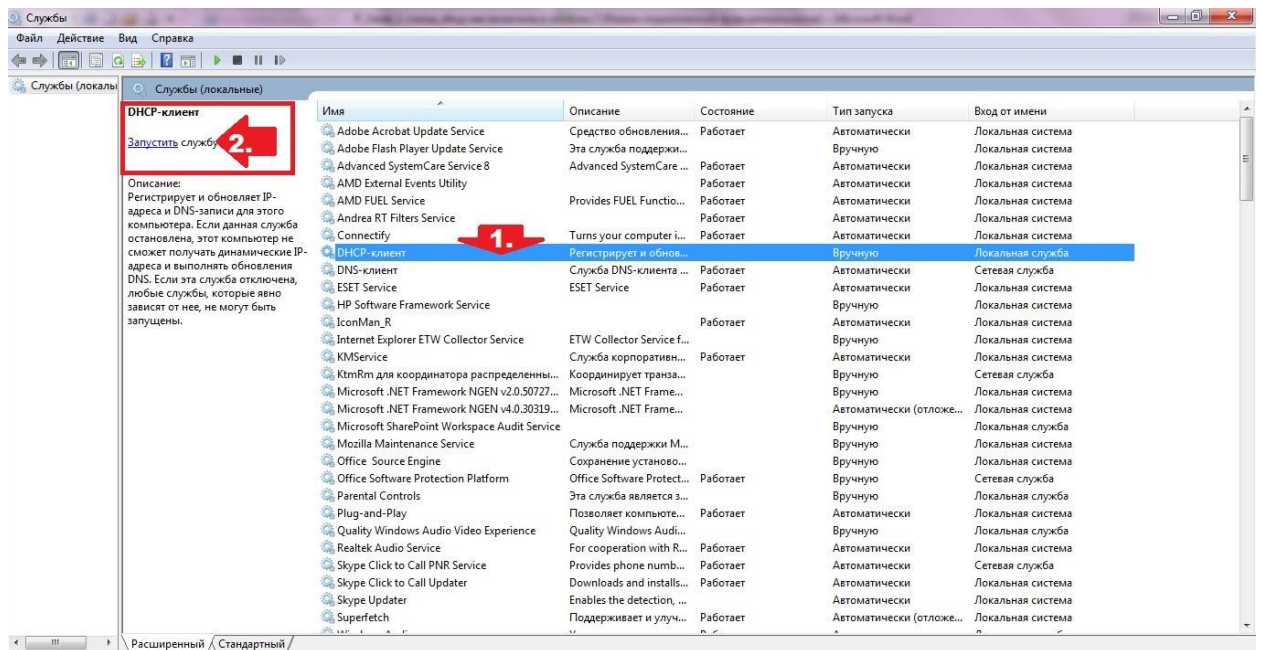 Службы
Файл Действие Вид Справка
Службы (локалы
Службы (локальные)
DHCP-клиент
Запустить службу
2.
Описание:
Регистрирует и обновляет IP-
адреса и DNS-записи для этого
компьютера. Если данная служба
остановлена, этот компьютер не
сможет получать динамические IP-
адреса и выполнять обновления
DNS. Если эта служба отключена,
любые службы, которые явно
зависят от нее, не могут быть
запущены.
Имя Описание Состояние Тип запуска Вход от имени
Adobe Acrobat Update Service Средство обновления... Работает Автоматически Локальная система
Adobe Flash Player Update Service Эта служба поддержки... Вручную Локальная система
Advanced SystemCare Service 8 Advanced SystemCare ... Работает Автоматически Локальная система
AMD External Events Utility Работает Автоматически Локальная система
AMD FUEL Service Provides FUEL Functio... Работает Автоматически Локальная система
Andrea RT Filters Service Работает Автоматически Локальная система
Connectify Turns your computer i... Работает Автоматически Локальная система
1.
DHCP-клиент Регистрирует и обнов... Вручную Локальная служба
DNS-клиент Служба DNS-клиента ... Работает Автоматически Сетевая служба
ESET Service ESET Service Работает Автоматически Локальная система
HP Software Framework Service Вручную Локальная система
IconMan_R Работает Автоматически Локальная система
Internet Explorer ETW Collector Service ETW Collector Service f... Вручную Локальная система
KMService Служба корпоративн... Работает Автоматически Локальная система
KtmRm для координатора распределенны... Координирует транза... Вручную Сетевая служба
Microsoft .NET Framework NGEN v2.0.50727... Microsoft .NET Frame... Вручную Локальная система
Microsoft .NET Framework NGEN v4.0.30319... Microsoft .NET Frame... Автоматически (отложе... Локальная система
Microsoft SharePoint Workspace Audit Service Вручную Локальная служба
Mozilla Maintenance Service Служба поддержки M... Вручную Локальная система
Office Source Engine Сохранение установо... Вручную Локальная система
Office Software Protection Platform Office Software Protect... Работает Вручную Сетевая служба
Parental Controls Эта служба является з... Вручную Локальная служба
Plug-and-Play Позволяет компьюте... Работает Автоматически Локальная система
Quality Windows Audio Video Experience Quality Windows Audi... Вручную Локальная служба
Realtek Audio Service For cooperation with R... Работает Автоматически Локальная система
Skype Click to Call PNR Service Provides phone numb... Работает Автоматически Сетевая служба
Skype Click to Call Updater Downloads and installs... Работает Автоматически Локальная система
Skype Updater Enables the detection, ... Автоматически Локальная система
Superfetch Поддерживает и улуч... Работает Автоматически (отложе... Локальная система
Расширенный Стандартный